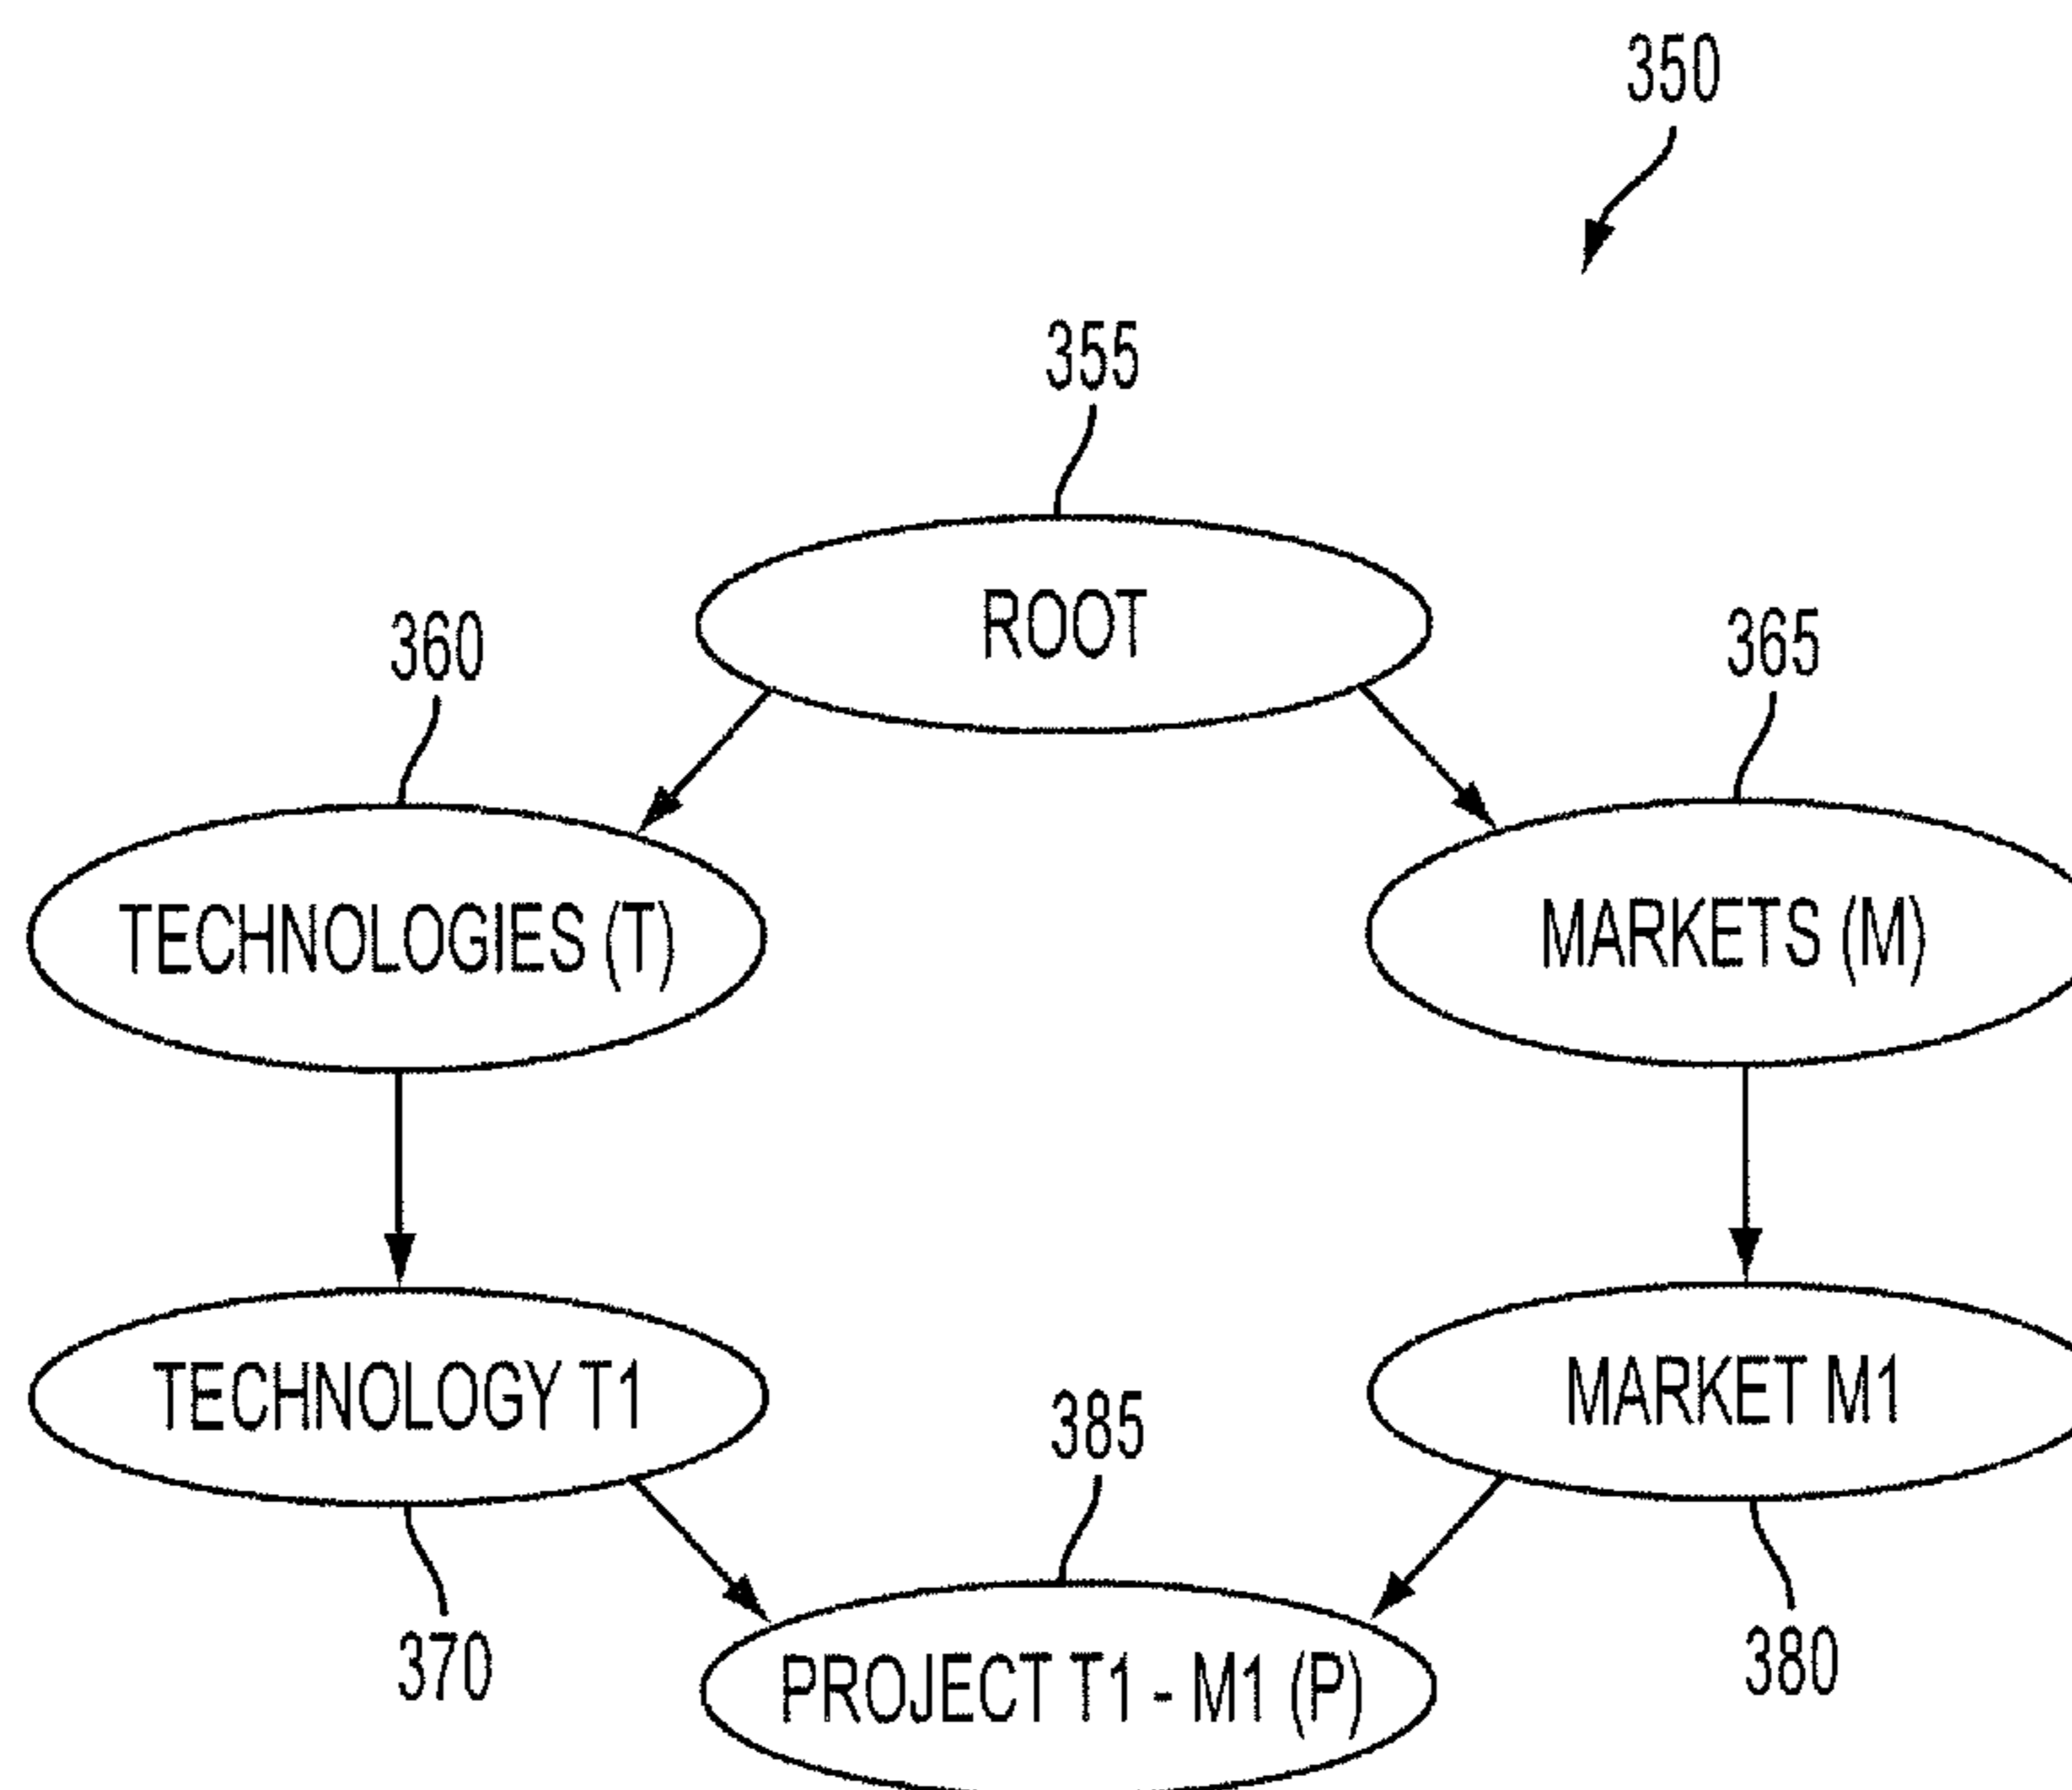 350
355
ROOT
360
365
TECHNOLOGIES (T)
MARKETS (M)
TECHNOLOGY T1
MARKET M1
385
370
PROJECT T1 - M1 (P)
380